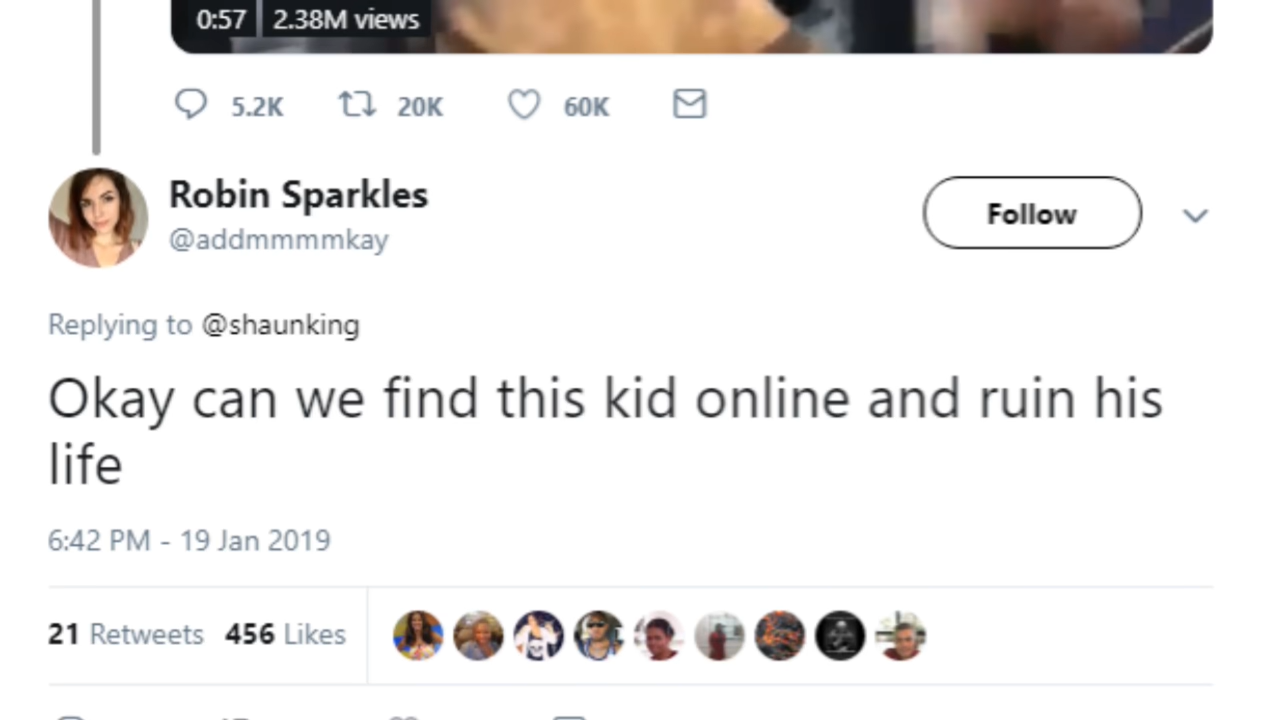 0:57 2.38M views
5.2K 20K 60K
Robin Sparkles
@addmmmmkay
Follow
Replying to @shaunking
Okay can we find this kid online and ruin his
life
6:42 PM - 19 Jan 2019
21 Retweets 456 Likes